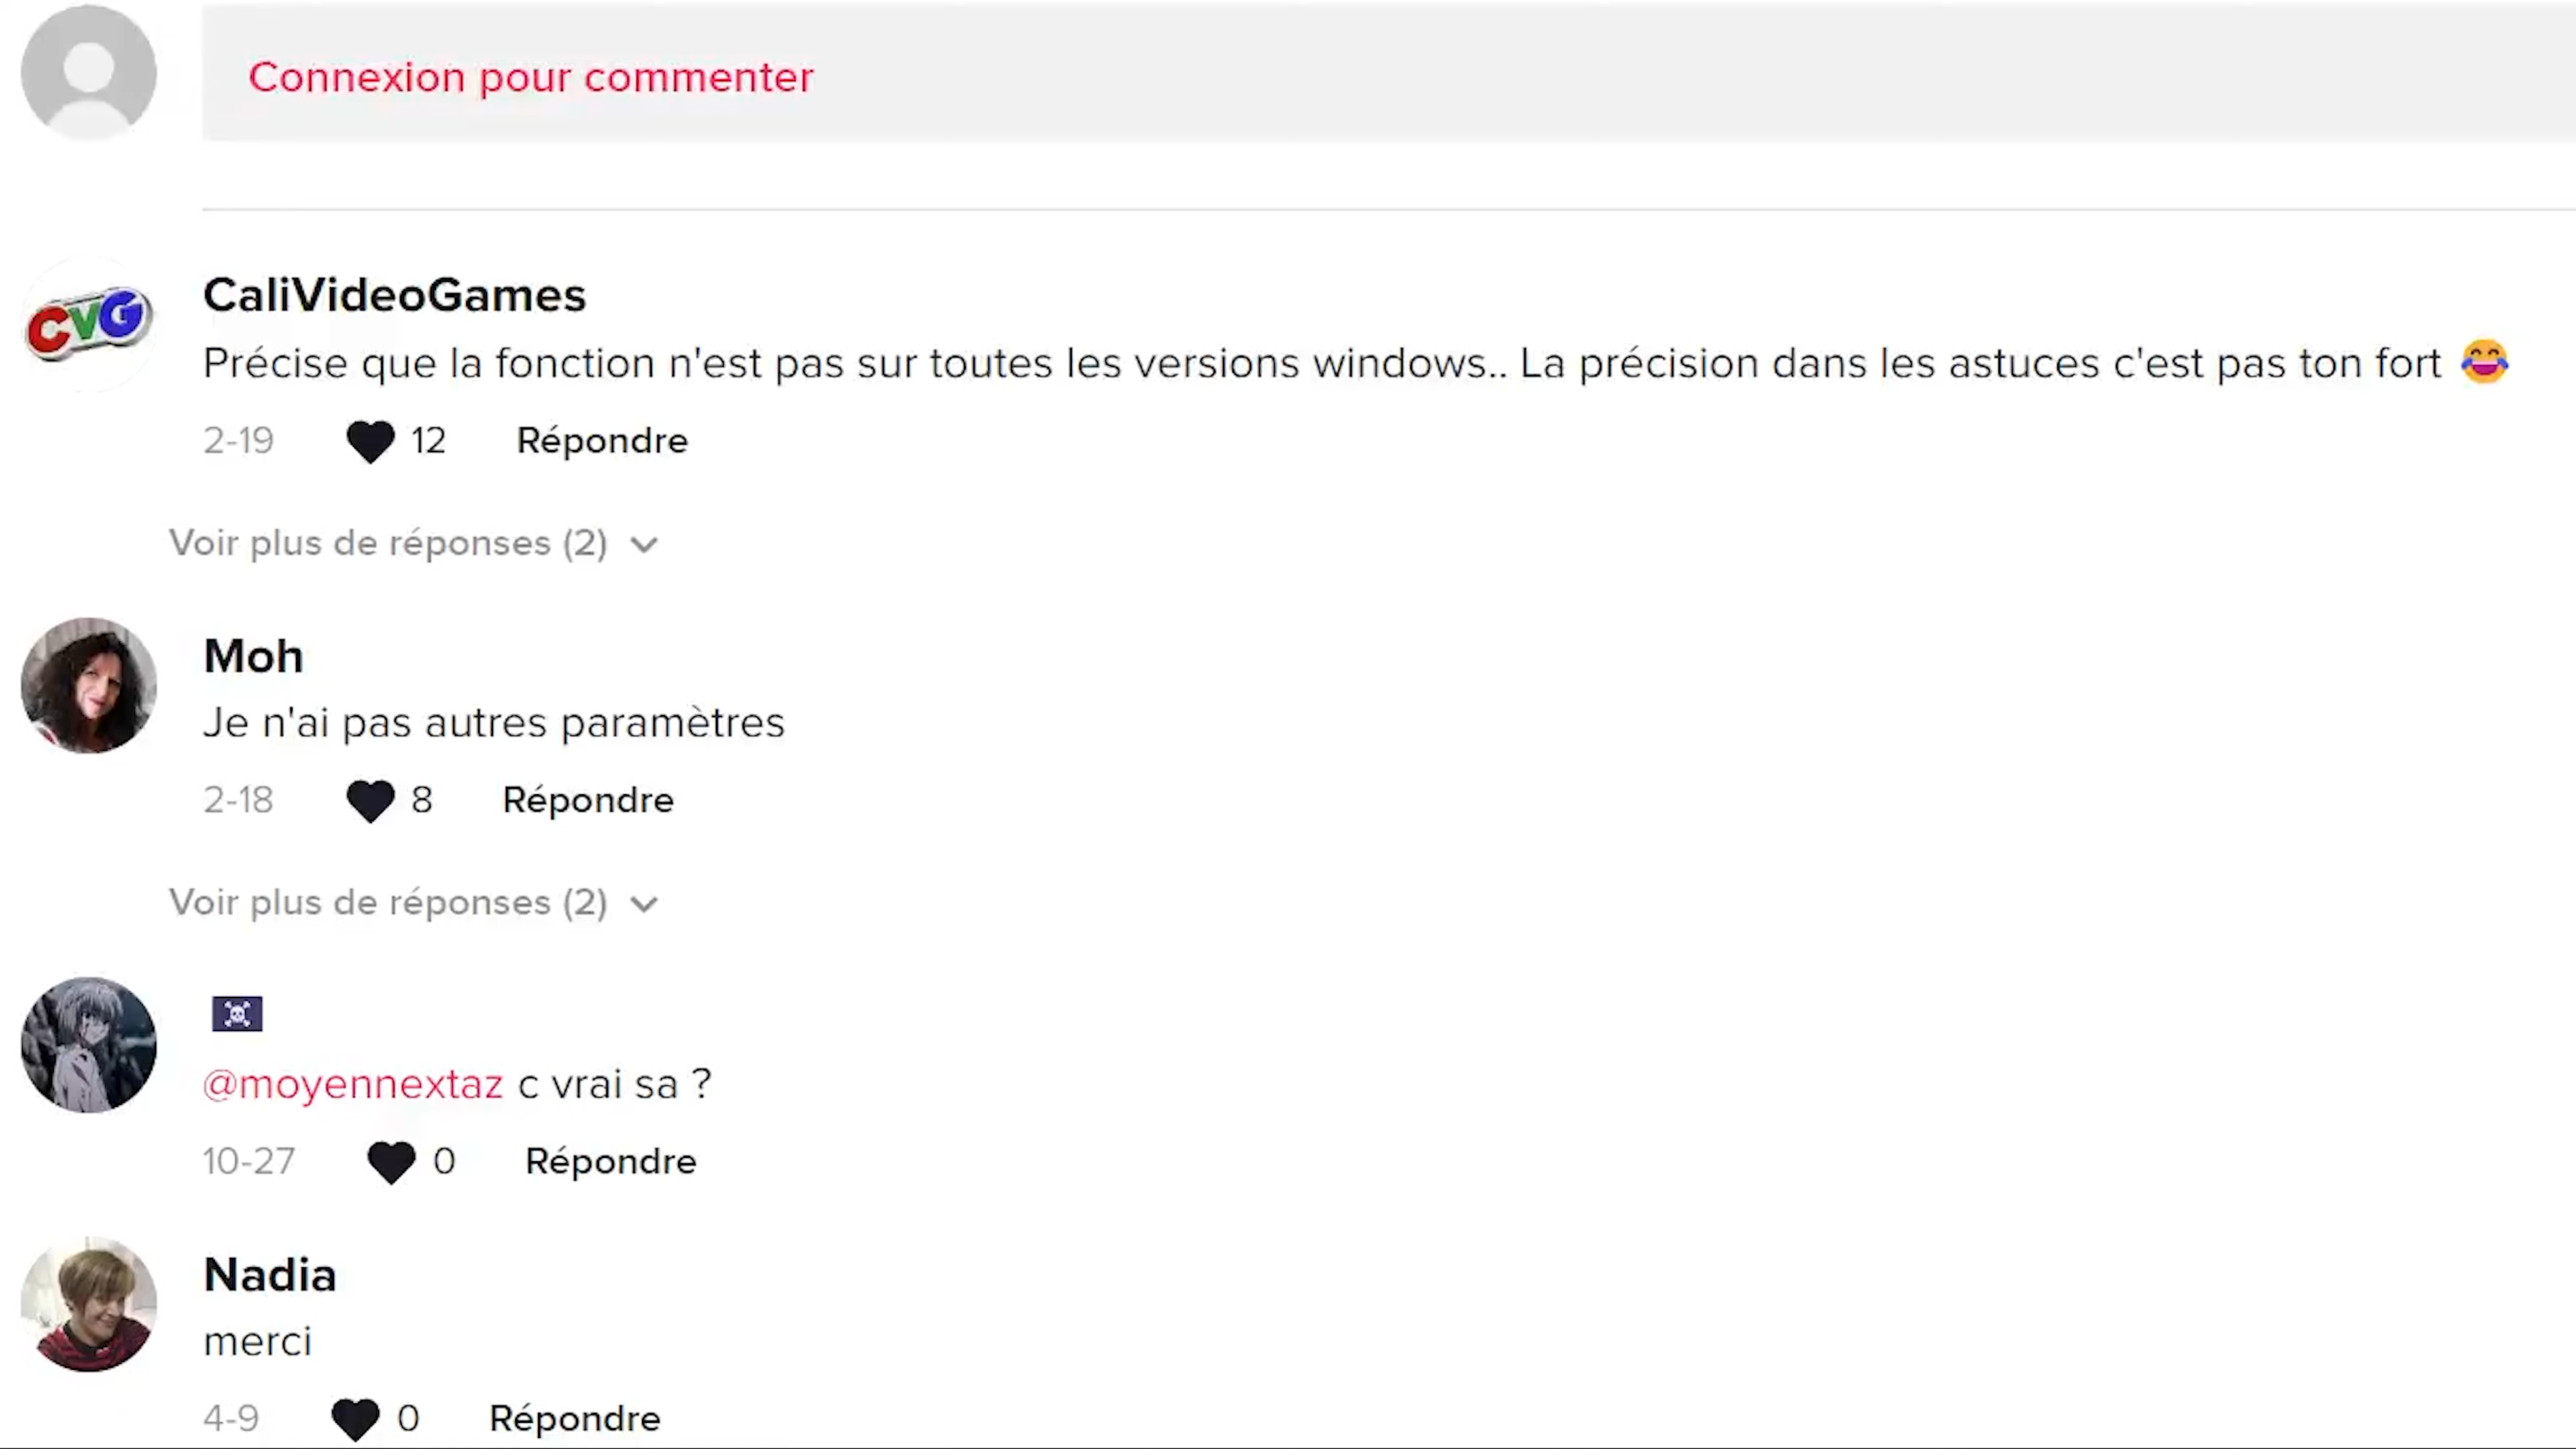 Connexion pour commenter
CVG
CaliVideoGames
Précise que la fonction n'est pas sur toutes les versions windows.. La précision dans les astuces c'est pas ton fort 😂
2-19 12 Répondre
Voir plus de réponses (2)
Moh
Je n'ai pas autres paramètres
2-18 8 Répondre
Voir plus de réponses (2)
🏴‍☠️
@moyennextaz c vrai sa ?
10-27 0 Répondre
Nadia
merci
4-9 0 Répondre